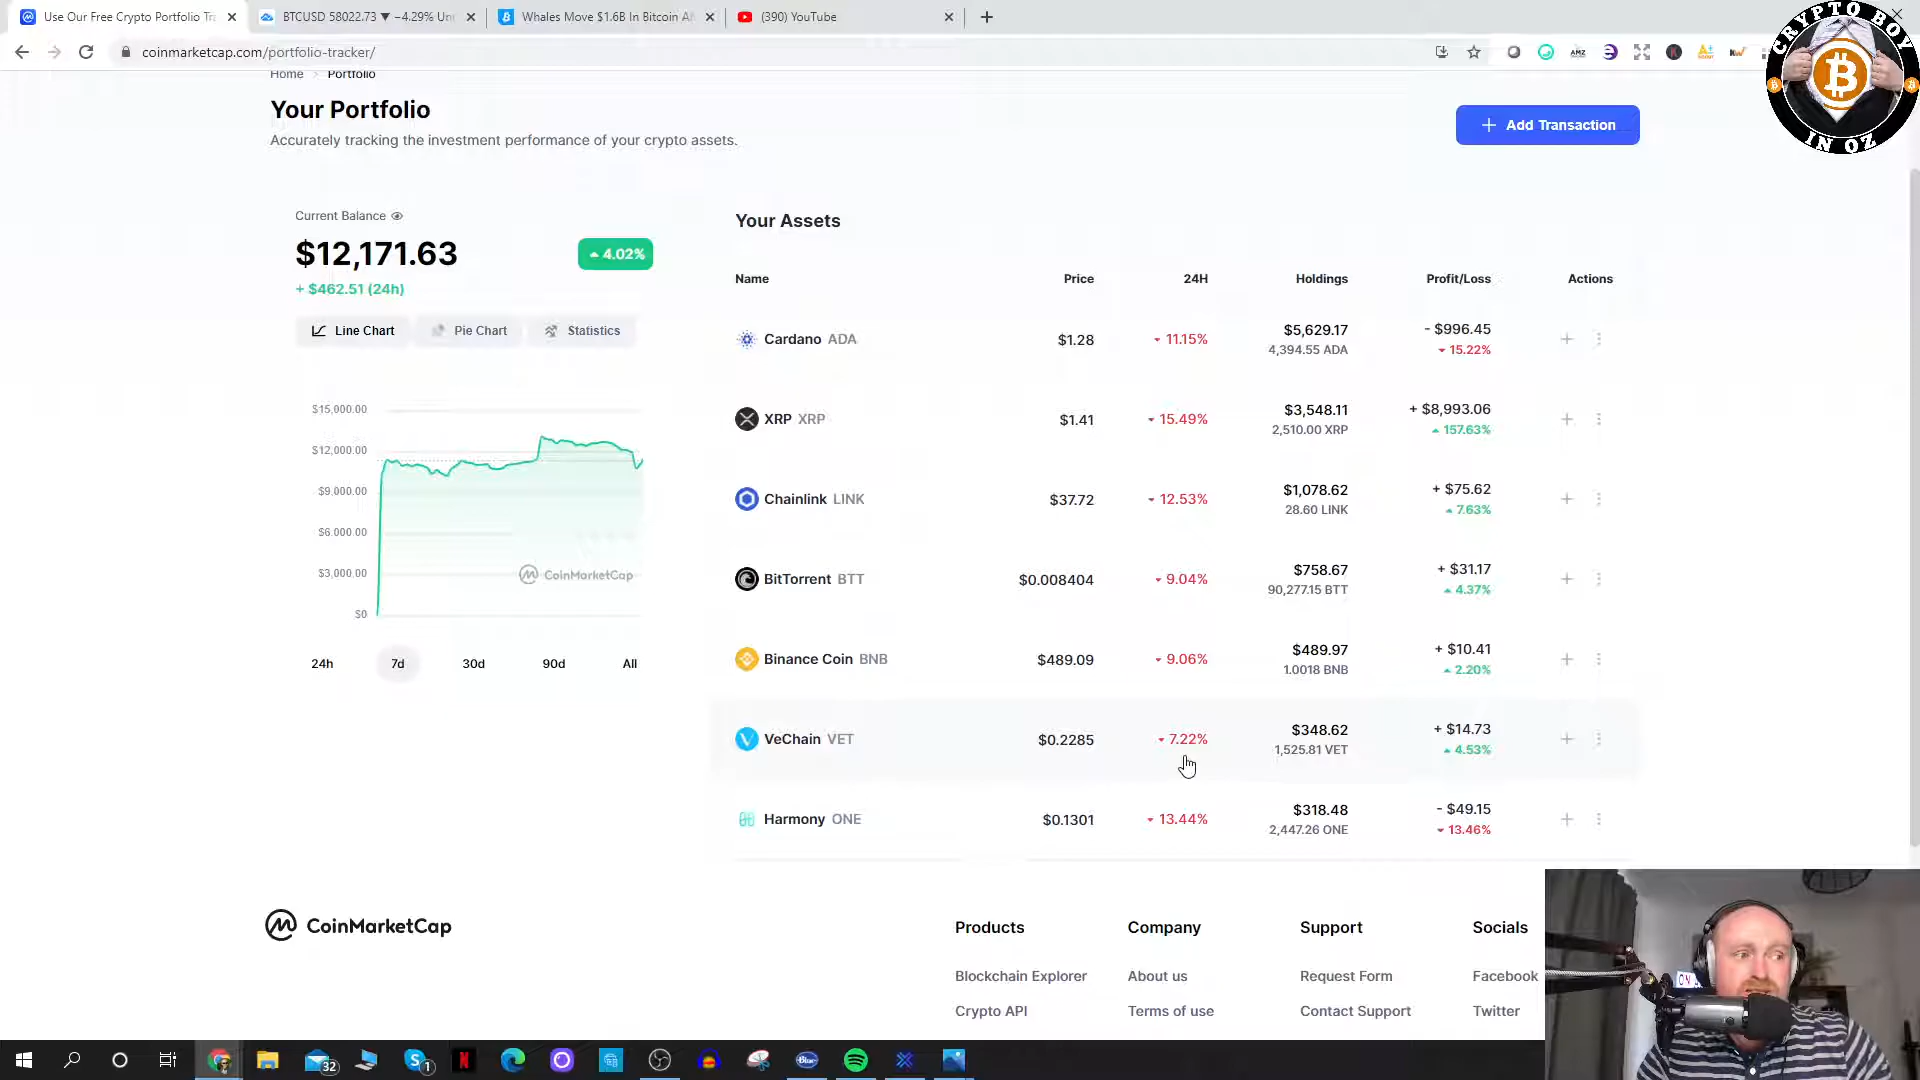 Use Our Free Crypto Portfolio Tr
BTCUSD 58022.73 ▼ −4.29% Un
Whales Move $1.6B In Bitcoin A
(390) YouTube
coinmarketcap.com/portfolio-tracker/
CRYPTO BOY
IN OZ
Home > Portfolio
Your Portfolio
Accurately tracking the investment performance of your crypto assets.
+ Add Transaction
Current Balance
$12,171.63
4.02%
+ $462.51 (24h)
Line Chart
Pie Chart
Statistics
$15,000.00
$12,000.00
$9,000.00
$6,000.00
$3,000.00
$0
CoinMarketCap
24h 7d 30d 90d All
Your Assets
Name Price 24H Holdings Profit/Loss Actions
Cardano ADA $1.28 11.15% $5,629.17 - $996.45
4,394.55 ADA 15.22%
XRP XRP $1.41 15.49% $3,548.11 + $8,993.06
2,510.00 XRP 157.63%
Chainlink LINK $37.72 12.53% $1,078.62 + $75.62
28.60 LINK 7.63%
BitTorrent BTT $0.008404 9.04% $758.67 + $31.17
90,277.15 BTT 4.37%
Binance Coin BNB $489.09 9.06% $489.97 + $10.41
1.0018 BNB 2.20%
VeChain VET $0.2285 7.22% $348.62 + $14.73
1,525.81 VET 4.53%
Harmony ONE $0.1301 13.44% $318.48 - $49.15
2,447.26 ONE 13.46%
CoinMarketCap
Products Company Support Socials
Blockchain Explorer About us Request Form Facebook
Crypto API Terms of use Contact Support Twitter
ON
32
1